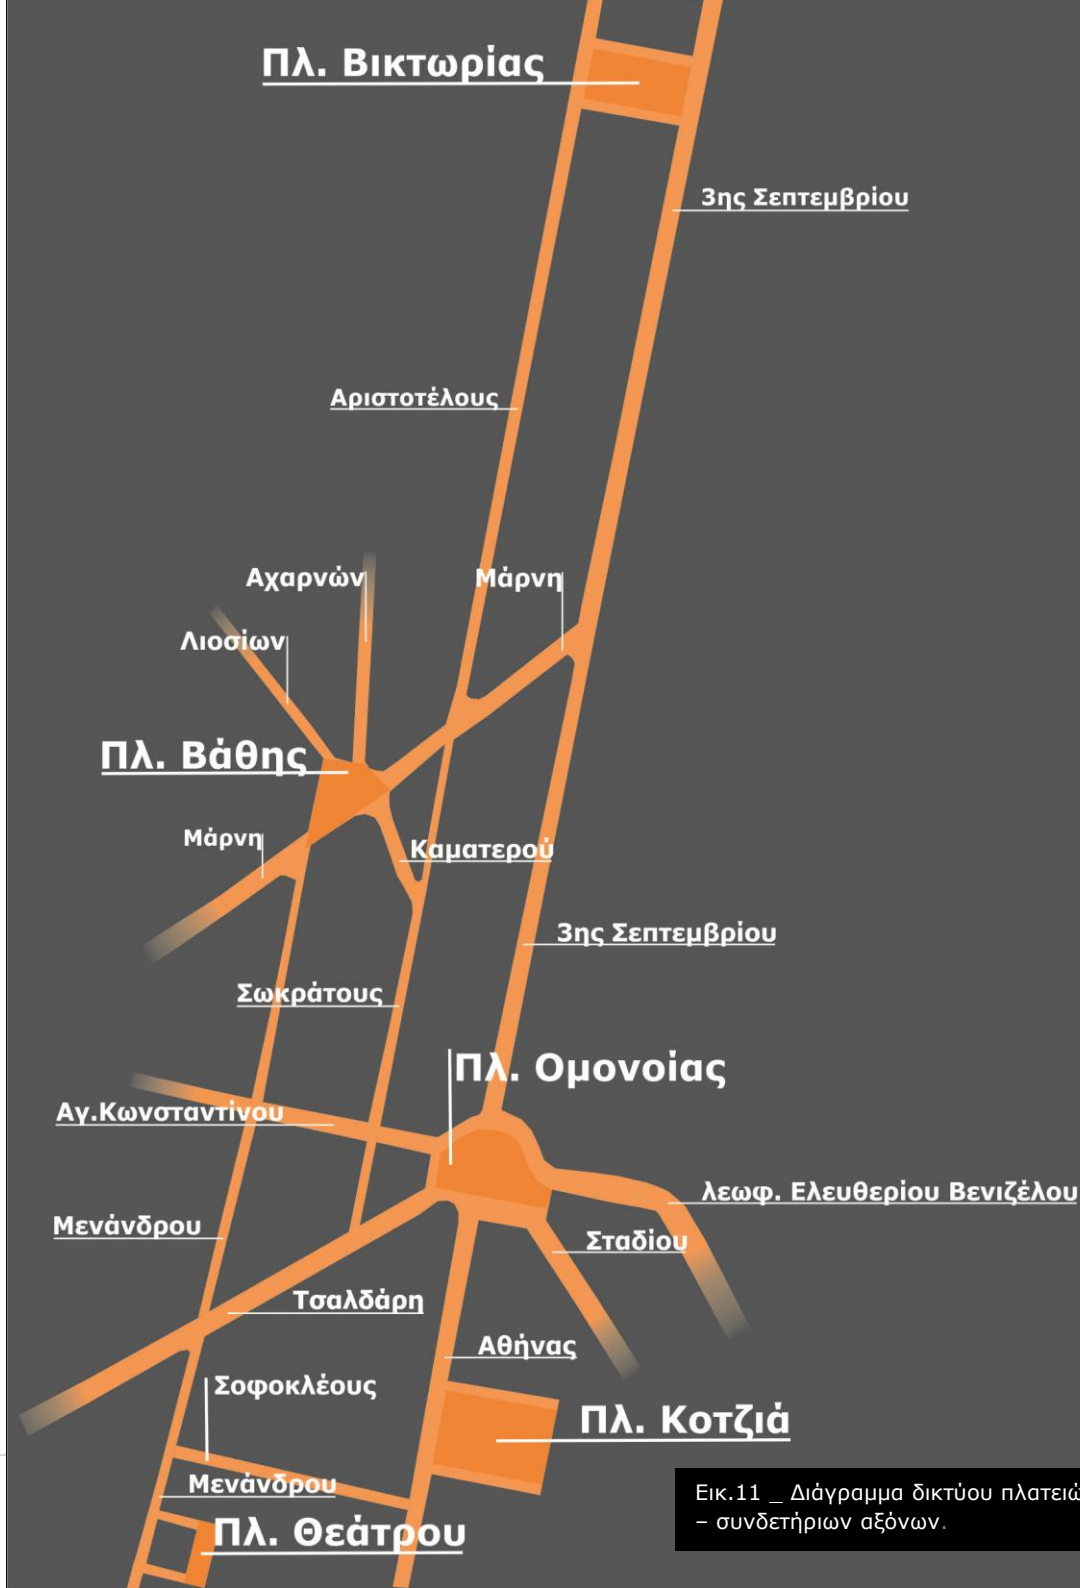 Πλ. Βικτωρίας
3ης Σεπτεμβρίου
Αριστοτέλους
Αχαρνών
Μάρνη
Λιοσίων
Πλ. Βάθης
Μάρνη
Καματερού
3ης Σεπτεμβρίου
Σωκράτους
Πλ. Ομονοίας
Αγ.Κωνσταντίνου
λεωφ. Ελευθερίου Βενιζέλου
Μενάνδρου
Σταδίου
Τσαλδάρη
Αθήνας
Σοφοκλέους
Πλ. Κοτζιά
Μενάνδρου
Εικ.11 _ Διάγραμμα δικτύου πλατειώ
– συνδετήριων αξόνων.
Πλ. Θεάτρου